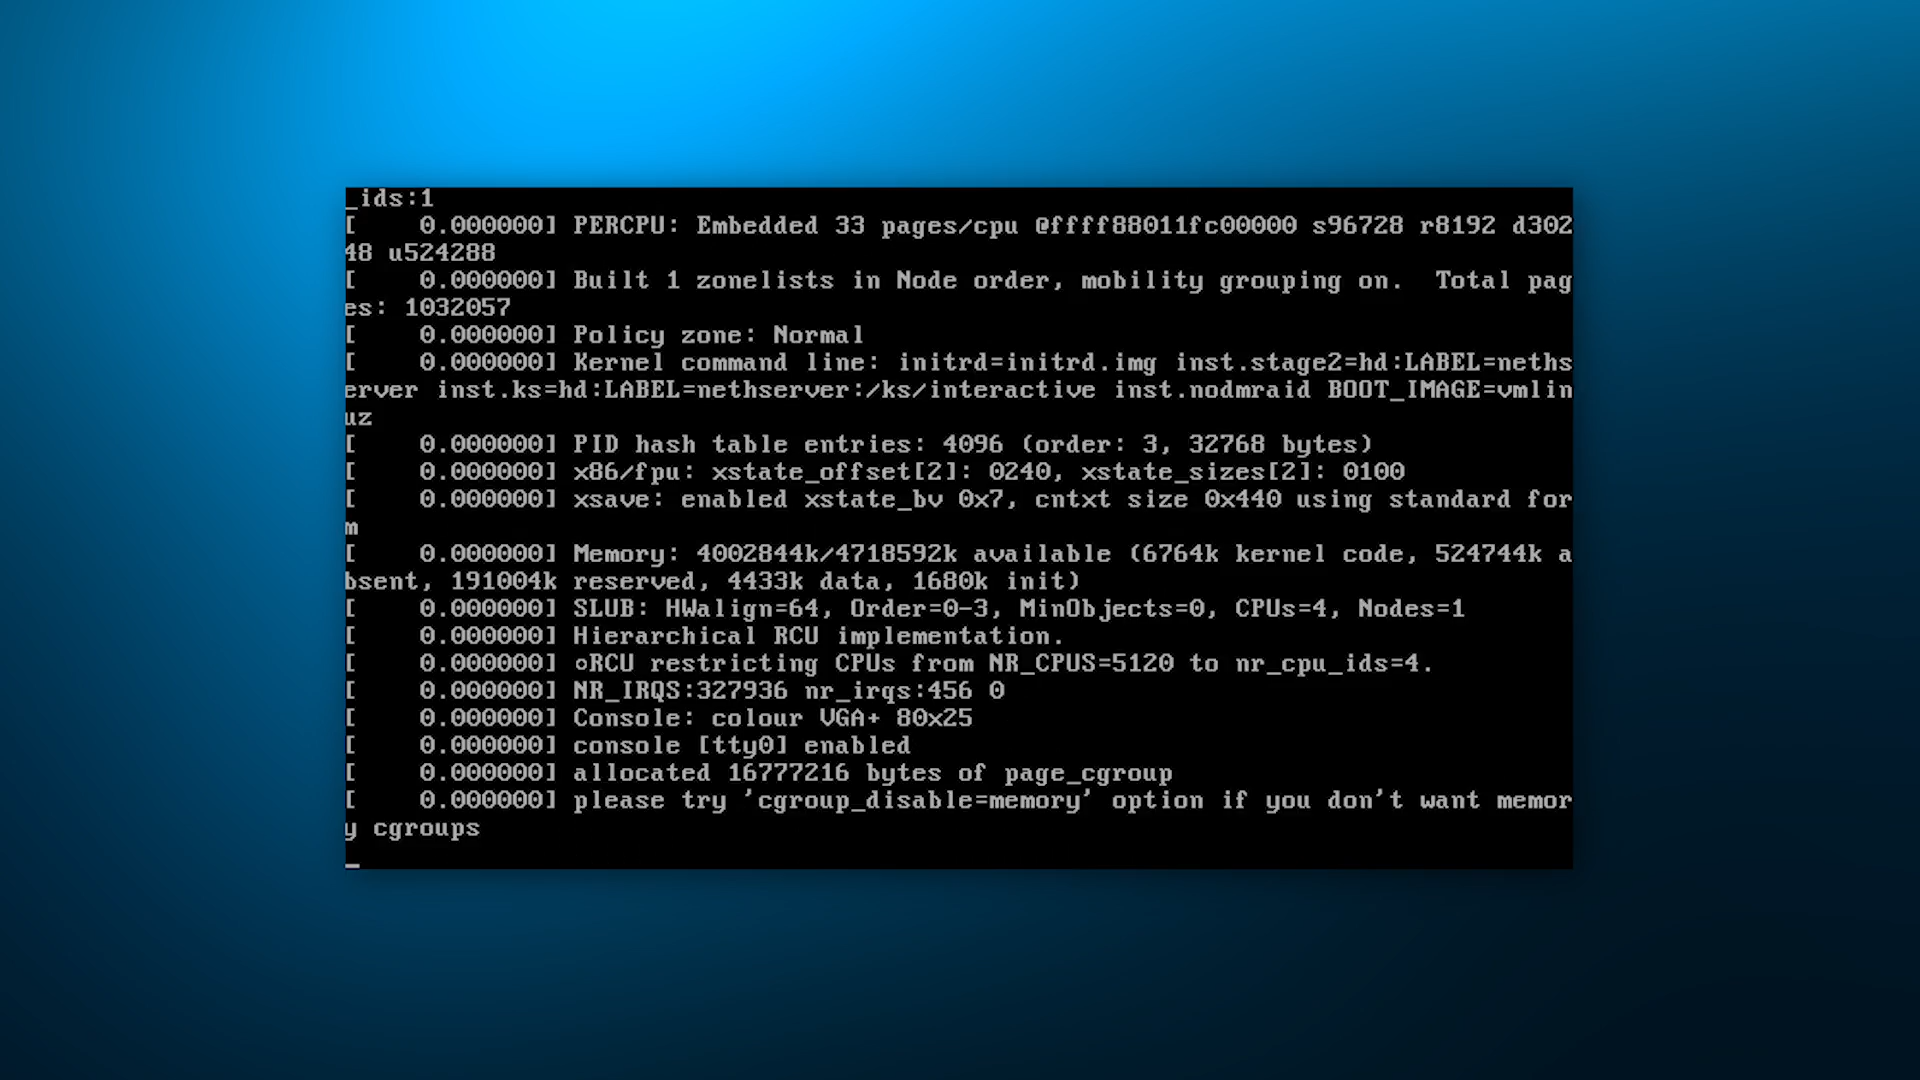 _ids:1
[    0.000000] PERCPU: Embedded 33 pages/cpu @ffff88011fc00000 s96728 r8192 d302
48 u524288
[    0.000000] Built 1 zonelists in Node order, mobility grouping on.  Total pag
es: 1032057
[    0.000000] Policy zone: Normal
[    0.000000] Kernel command line: initrd=initrd.img inst.stage2=hd:LABEL=neths
erver inst.ks=hd:LABEL=nethserver:/ks/interactive inst.nodmraid BOOT_IMAGE=vmlin
uz
[    0.000000] PID hash table entries: 4096 (order: 3, 32768 bytes)
[    0.000000] x86/fpu: xstate_offset[2]: 0240, xstate_sizes[2]: 0100
[    0.000000] xsave: enabled xstate_bv 0x7, cntxt size 0x440 using standard for
m
[    0.000000] Memory: 4002844k/4718592k available (6764k kernel code, 524744k a
bsent, 191004k reserved, 4433k data, 1680k init)
[    0.000000] SLUB: HWalign=64, Order=0-3, MinObjects=0, CPUs=4, Nodes=1
[    0.000000] Hierarchical RCU implementation.
[    0.000000] oRCU restricting CPUs from NR_CPUS=5120 to nr_cpu_ids=4.
[    0.000000] NR_IRQS:327936 nr_irqs:456 0
[    0.000000] Console: colour VGA+ 80x25
[    0.000000] console [tty0] enabled
[    0.000000] allocated 16777216 bytes of page_cgroup
[    0.000000] please try 'cgroup_disable=memory' option if you don't want memor
y cgroups
_